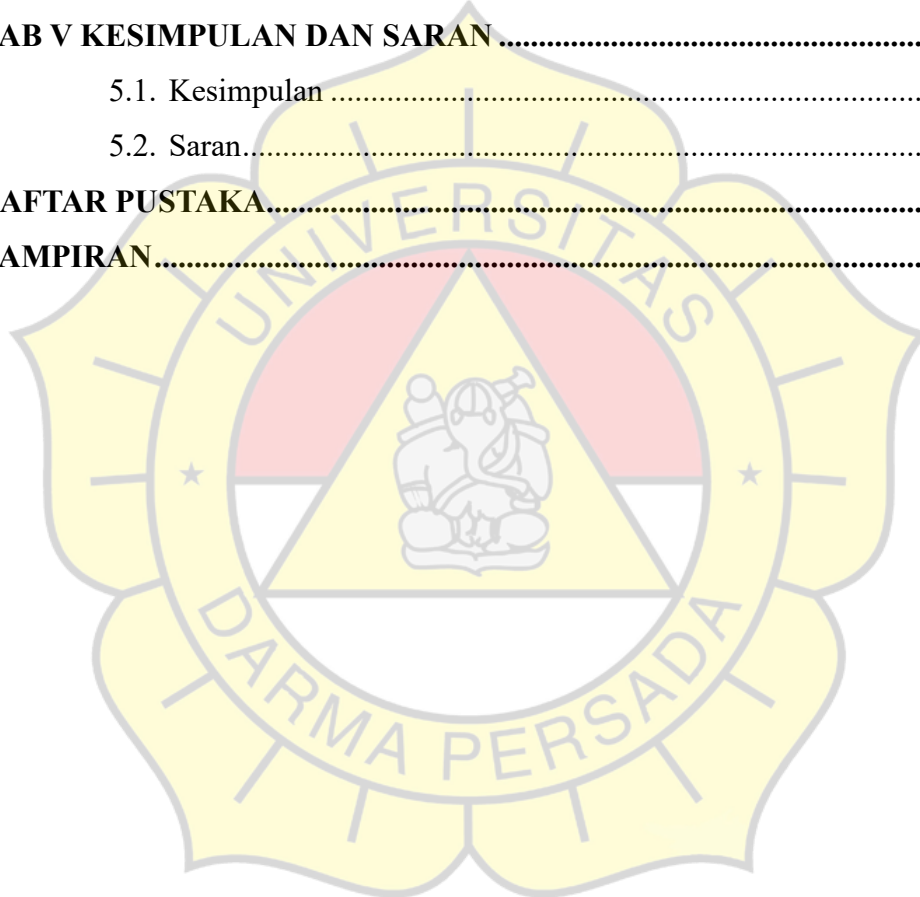 AB V KESIMPULAN DAN SARAN ....................................................
5.1. Kesimpulan ..........................................................................
5.2. Saran....................................................................................
AFTAR PUSTAKA.................................................................................
AMPIRAN...............................................................................................
UNIVERSITAS
DARMA PERSADA